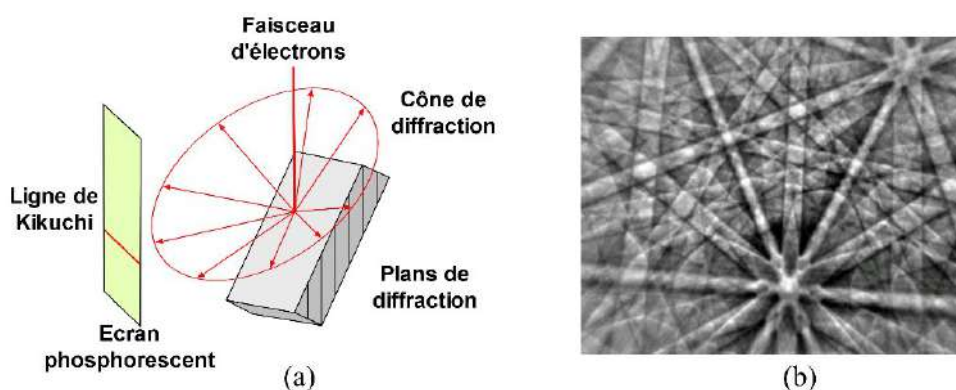 Faisceau
d'électrons
Cône de
diffraction
Ligne de
Kikuchi
Plans de
diffraction
Ecran
phosphorescent
(a)
(b)